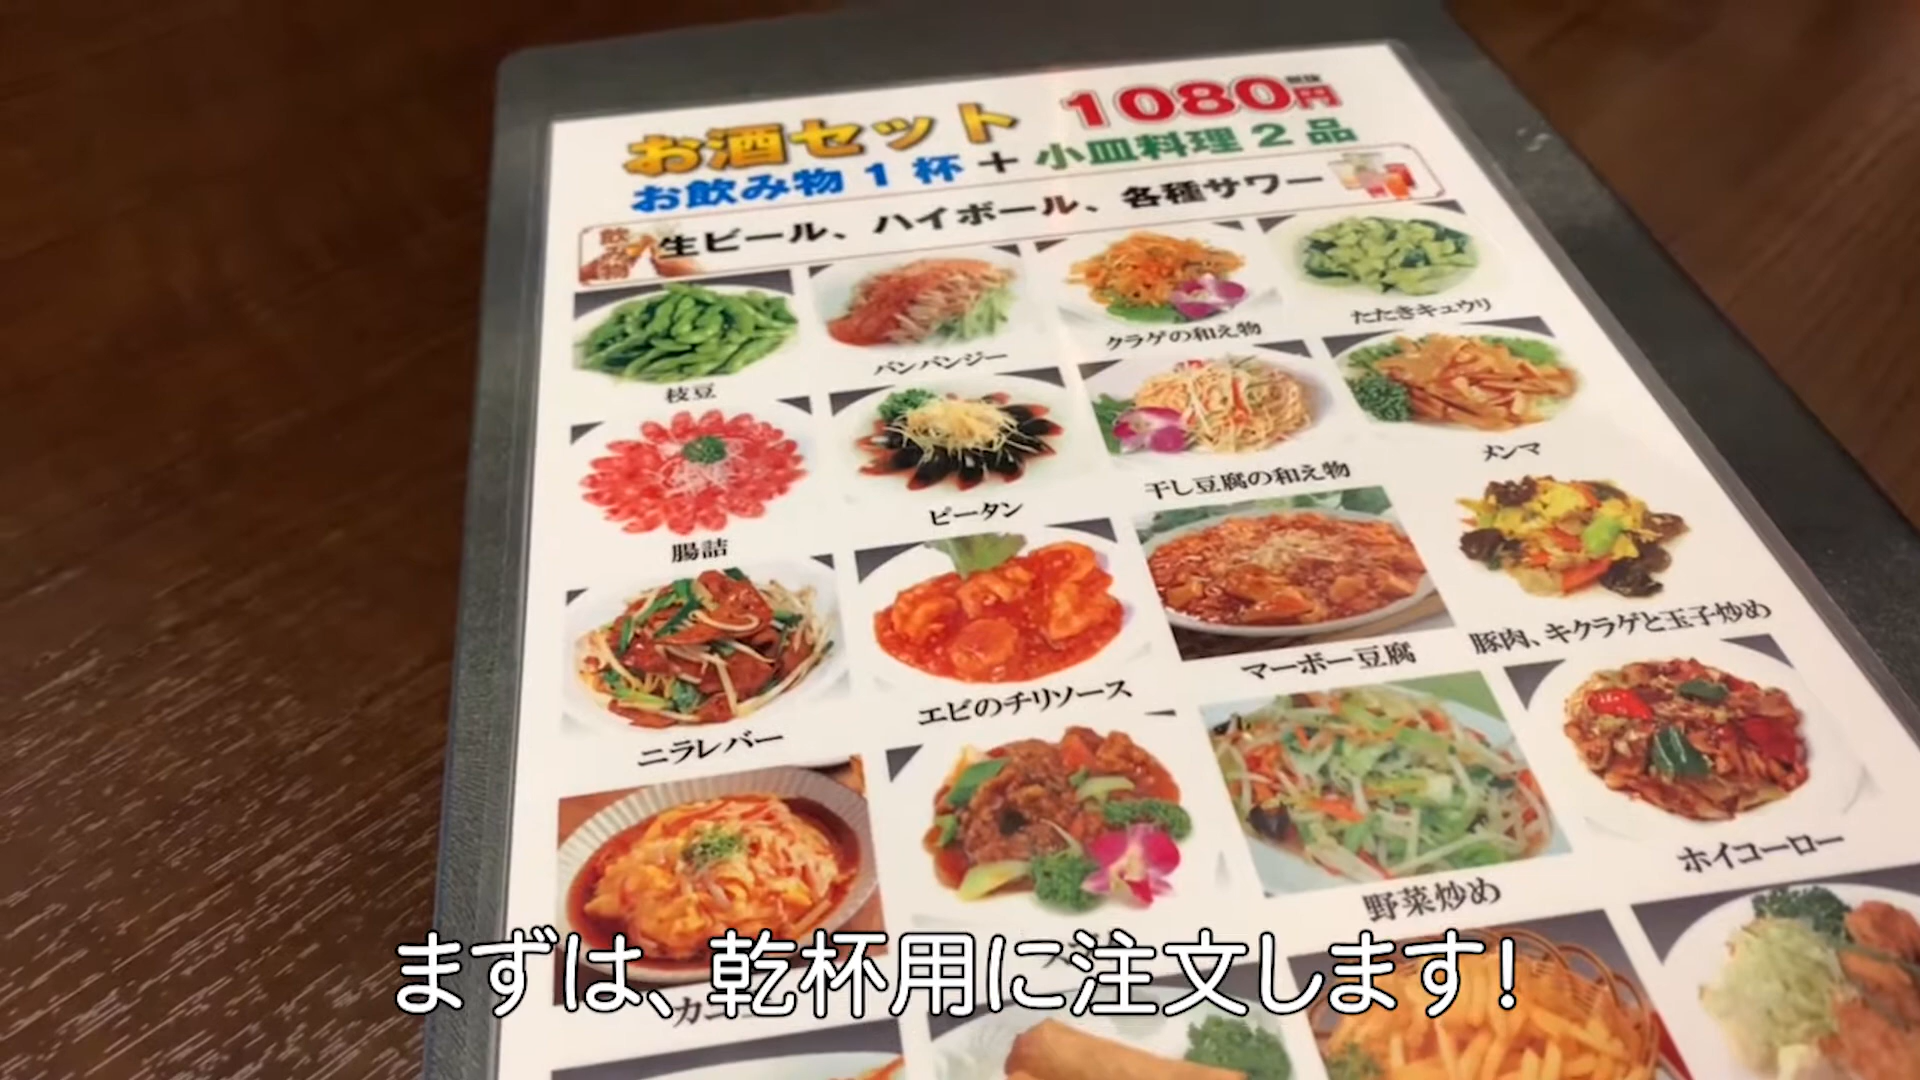 お酒セット 1080円
お飲み物1杯+小皿料理2品
飲み物 生ビール、ハイボール、各種サワー
枝豆
バンバンジー
クラゲの和え物
たたきキュウリ
腸詰
ピータン
干し豆腐の和え物
メンマ
ニラレバー
エビのチリソース
マーボー豆腐
豚肉、キクラゲと玉子炒め
野菜炒め
ホイコーロー
まずは、乾杯用に注文します!